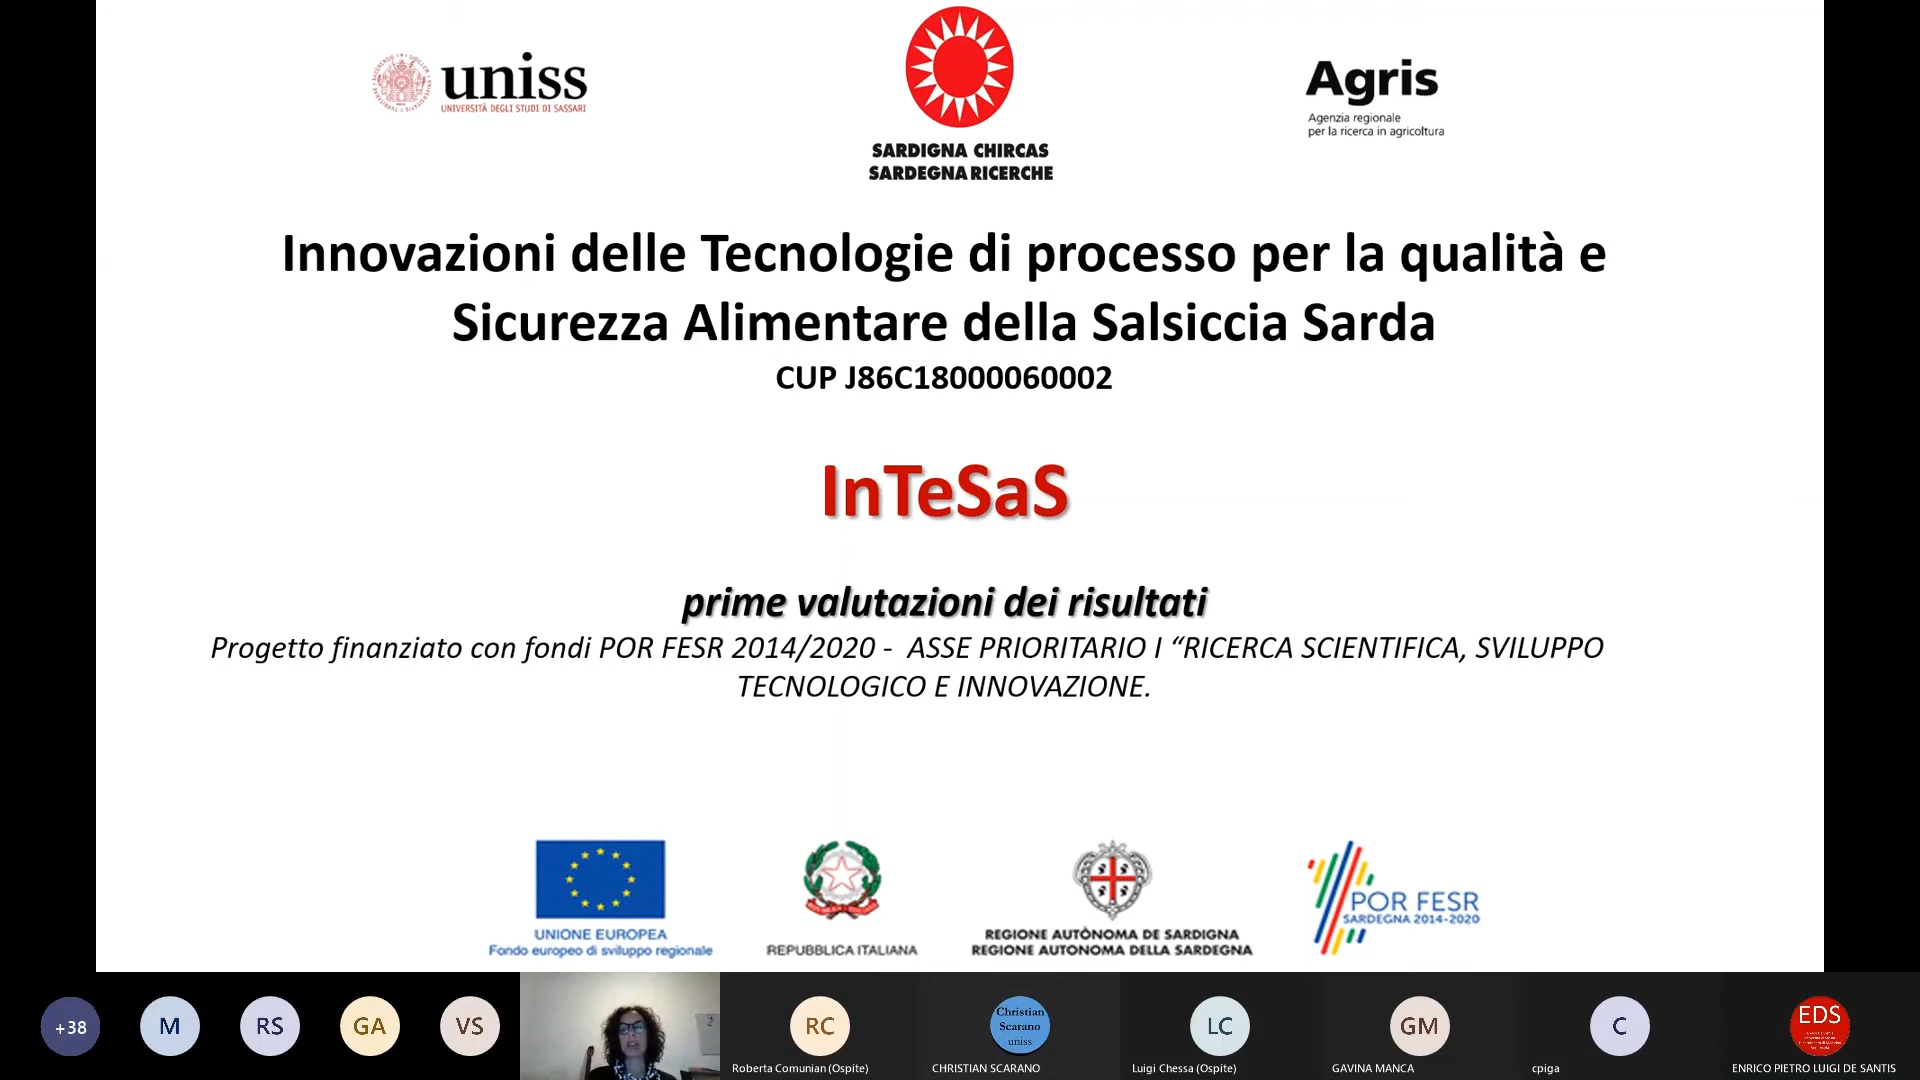 uniss
UNIVERSITÀ DEGLI STUDI DI SASSARI
SARDIGNA CHIRCAS
SARDEGNA RICERCHE
Agris
Agenzia regionale
per la ricerca in agricoltura
Innovazioni delle Tecnologie di processo per la qualità e
Sicurezza Alimentare della Salsiccia Sarda
CUP J86C18000060002
InTeSaS
prime valutazioni dei risultati
Progetto finanziato con fondi POR FESR 2014/2020 - ASSE PRIORITARIO I “RICERCA SCIENTIFICA, SVILUPPO
TECNOLOGICO E INNOVAZIONE.
UNIONE EUROPEA
Fondo europeo di sviluppo regionale
REPUBBLICA ITALIANA
REGIONE AUTÒNOMA DE SARDIGNA
REGIONE AUTONOMA DELLA SARDEGNA
POR FESR
SARDEGNA 2014-2020
+38
M
RS
GA
VS
RC
Roberta Comunian (Ospite)
Christian
Scarano
uniss
CHRISTIAN SCARANO
LC
Luigi Chessa (Ospite)
GM
GAVINA MANCA
C
cpiga
EDS
ENRICO PIETRO LUIGI DE SANTIS